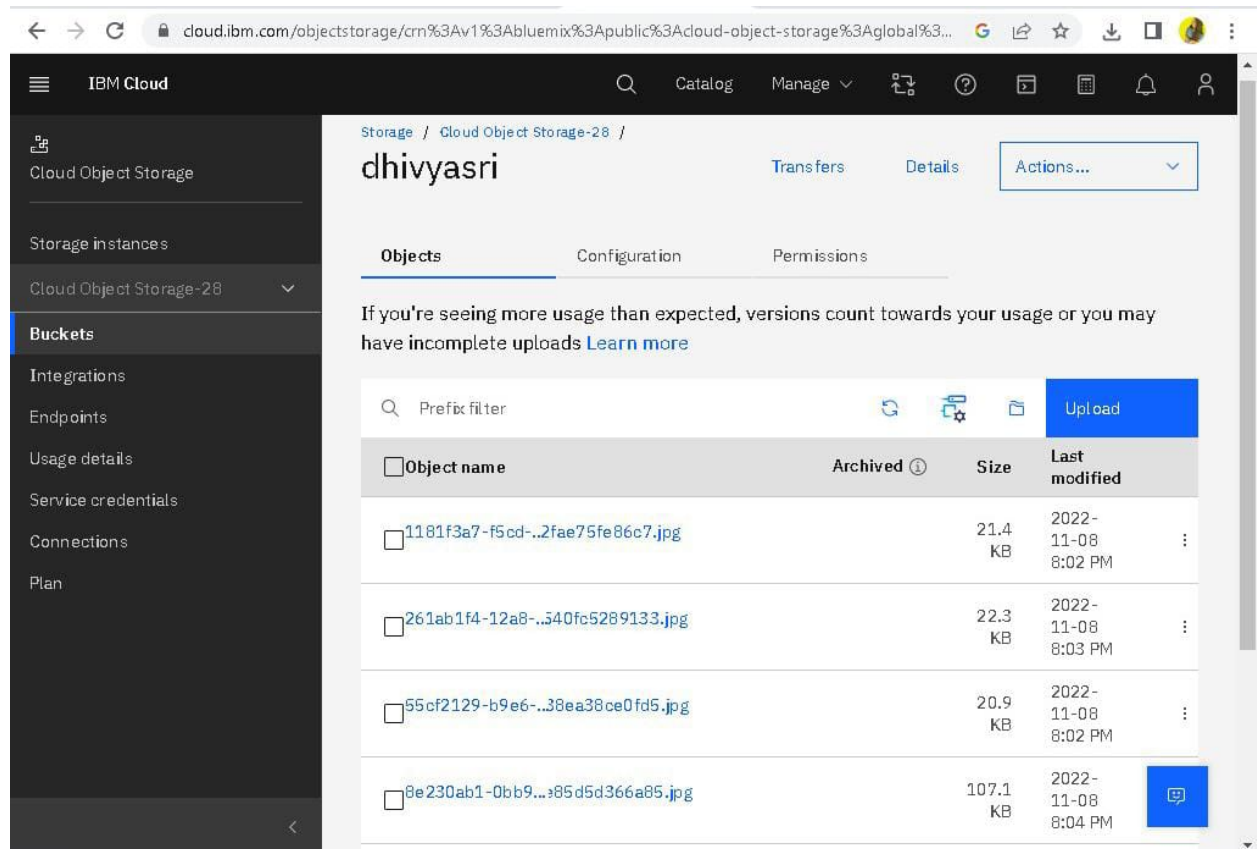 cloud.ibm.com/objectstorage/crn%3Av1%3Abluemix%3Apublic%3Acloud-object-storage%3Aglobal%3...
IBM Cloud
Catalog
Manage
Cloud Object Storage
Storage instances
Cloud Object Storage-28
Buckets
Integrations
Endpoints
Usage details
Service credentials
Connections
Plan
Storage / Cloud Object Storage-28 /
dhivyasri
Transfers
Details
Actions...
Objects
Configuration
Permissions
If you're seeing more usage than expected, versions count towards your usage or you may
have incomplete uploads Learn more
Prefix filter
Upload
Object name
Archived
Size
Last
modified
1181f3a7-f5cd-..2fae75fe86c7.jpg
21.4
KB
2022-
11-08
8:02 PM
261ab1f4-12a8-..540fc5289133.jpg
22.3
KB
2022-
11-08
8:03 PM
55cf2129-b9e6-..38ea38ce0fd5.jpg
20.9
KB
2022-
11-08
8:02 PM
8e230ab1-0bb9...e85d5d366a85.jpg
107.1
KB
2022-
11-08
8:04 PM